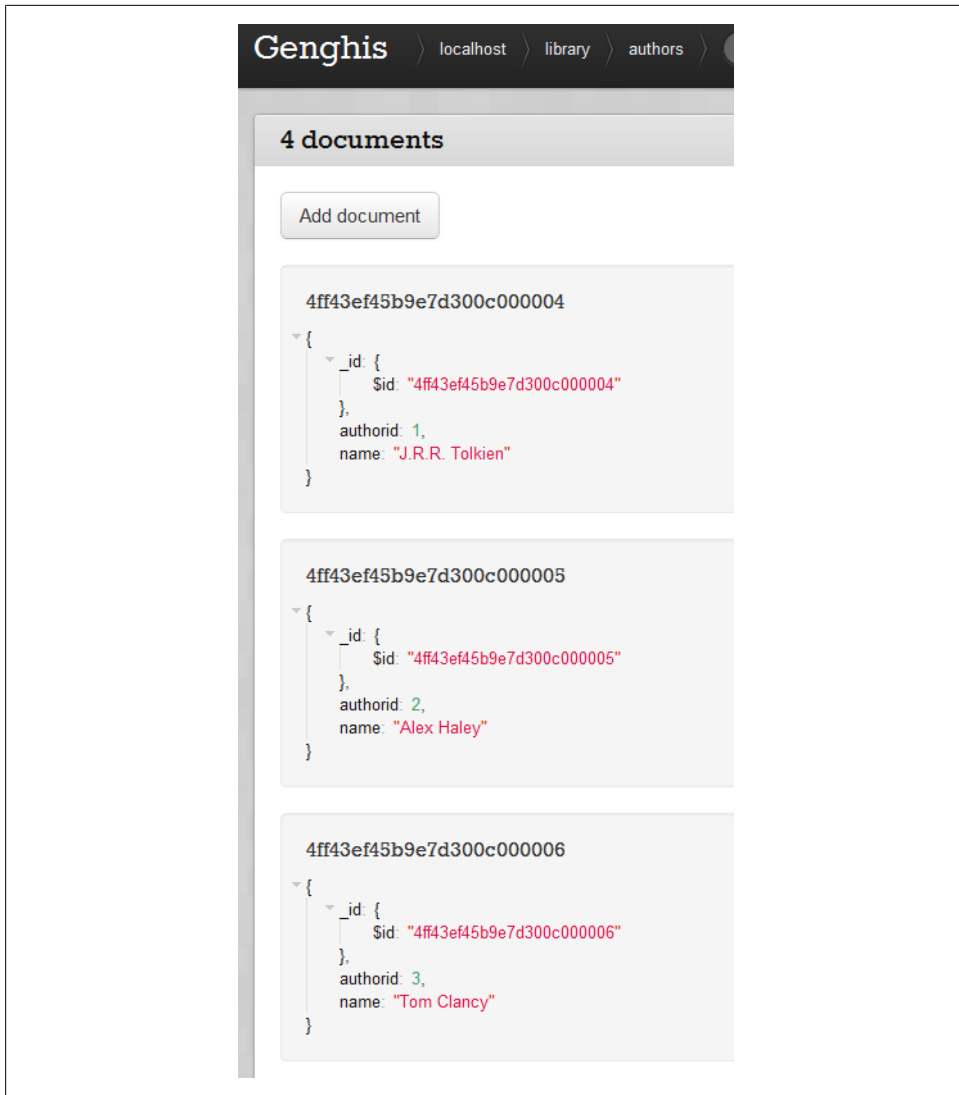 Genghis localhost library authors
4 documents
Add document
4ff43ef45b9e7d300c000004
{
_id: {
$id: "4ff43ef45b9e7d300c000004"
},
authorid: 1,
name: "J.R.R. Tolkien"
}
4ff43ef45b9e7d300c000005
{
_id: {
$id: "4ff43ef45b9e7d300c000005"
},
authorid: 2,
name: "Alex Haley"
}
4ff43ef45b9e7d300c000006
{
_id: {
$id: "4ff43ef45b9e7d300c000006"
},
authorid: 3,
name: "Tom Clancy"
}